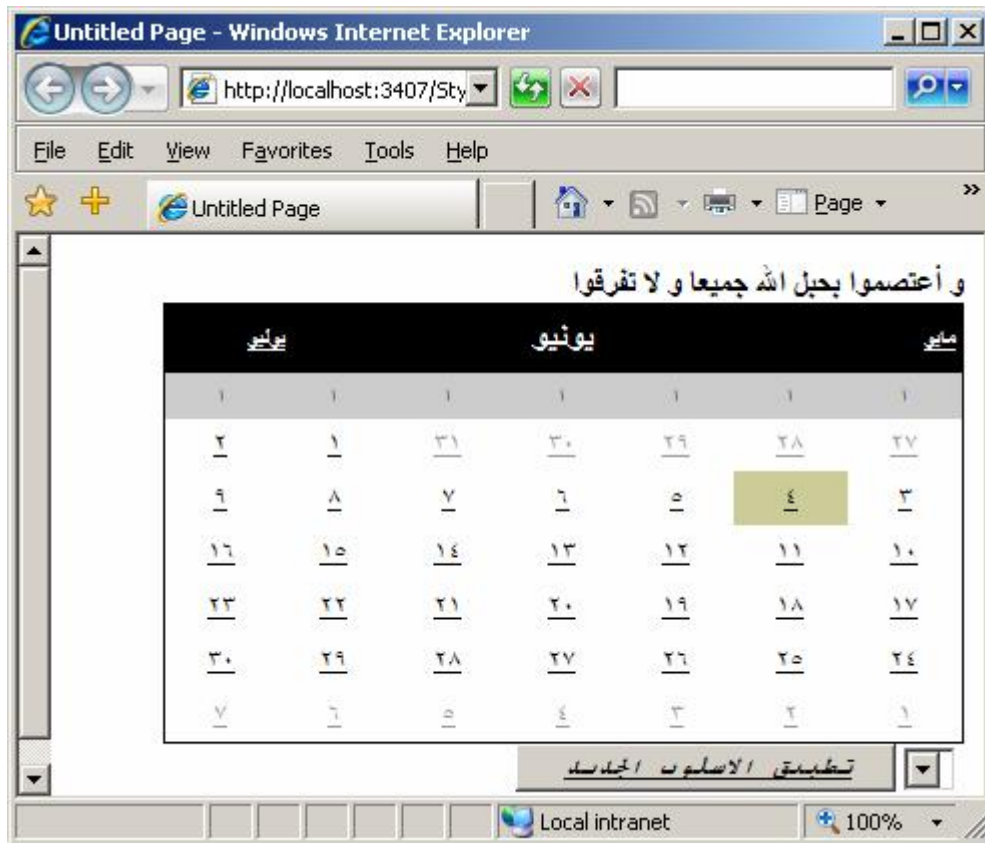 Untitled Page - Windows Internet Explorer
http://localhost:3407/Sty
File Edit View Favorites Tools Help
Untitled Page Page »
و أعتصموا بحبل الله جميعا و لا تفرقوا
مايو يونيو يوليو
ا ا ا ا ا ا ا
٢٧ ٢٨ ٢٩ ٣٠ ٣١ ١ ٢
٣ ٤ ٥ ٦ ٧ ٨ ٩
١٠ ١١ ١٢ ١٣ ١٤ ١٥ ١٦
١٧ ١٨ ١٩ ٢٠ ٢١ ٢٢ ٢٣
٢٤ ٢٥ ٢٦ ٢٧ ٢٨ ٢٩ ٣٠
١ ٢ ٣ ٤ ٥ ٦ ٧
تطبيق الاسلوب الجديد
Local intranet 100%